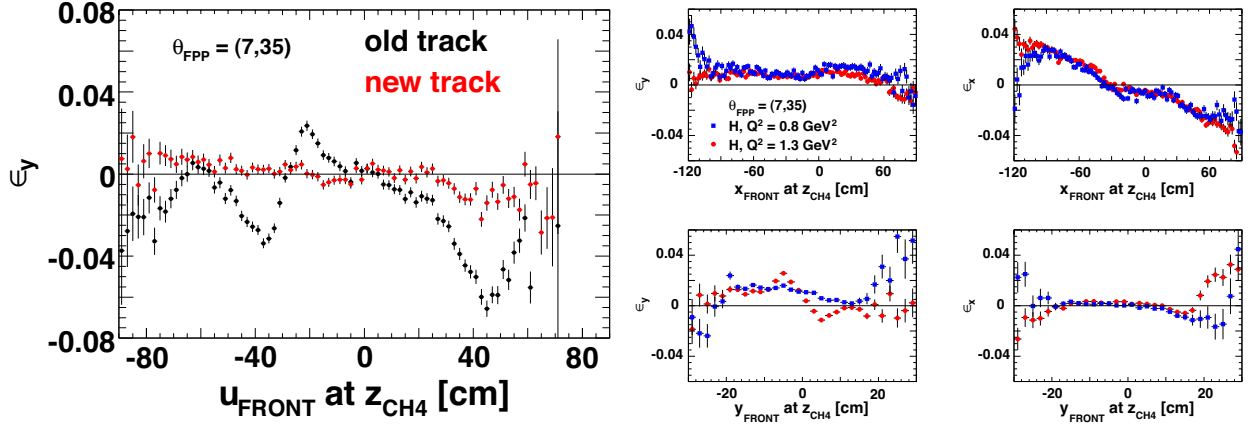 0.08
0.04
0
-0.04
-0.08
ϵy
θFPP = (7,35)
old track
new track
-80 -40 0 40 80
uFRONT at zCH4 [cm]
0.04
0
-0.04
ϵy
θFPP = (7,35)
H, Q² = 0.8 GeV²
H, Q² = 1.3 GeV²
-120 -60 0 60
xFRONT at zCH4 [cm]
0.04
0
-0.04
ϵx
-120 -60 0 60
xFRONT at zCH4 [cm]
0.04
0
-0.04
ϵy
-20 0 20
yFRONT at zCH4 [cm]
0.04
0
-0.04
ϵx
-20 0 20
yFRONT at zCH4 [cm]